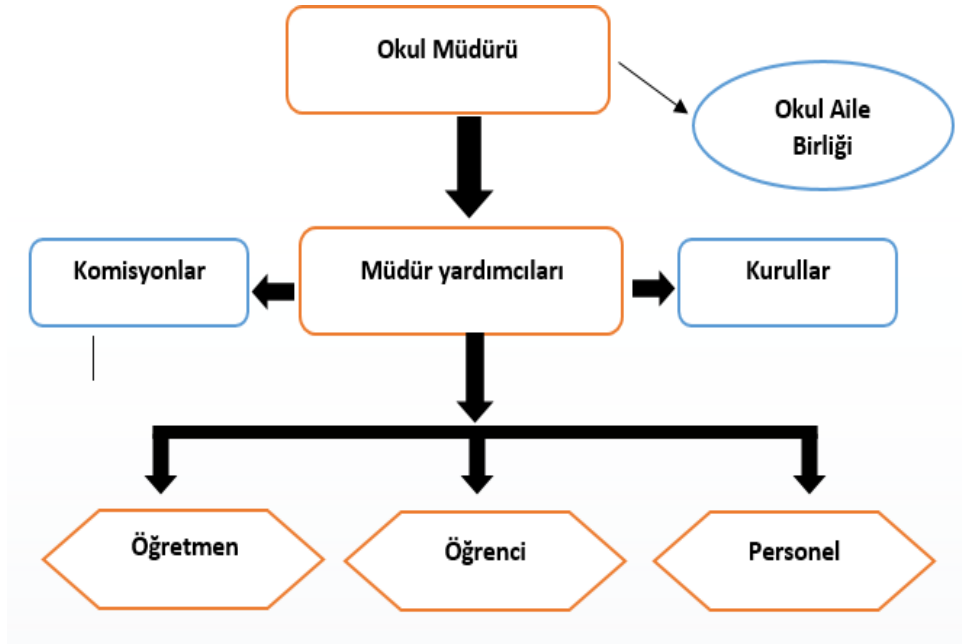 Okul Müdürü
Okul Aile
Birliği
Komisyonlar
Müdür yardımcıları
Kurullar
Öğretmen
Öğrenci
Personel